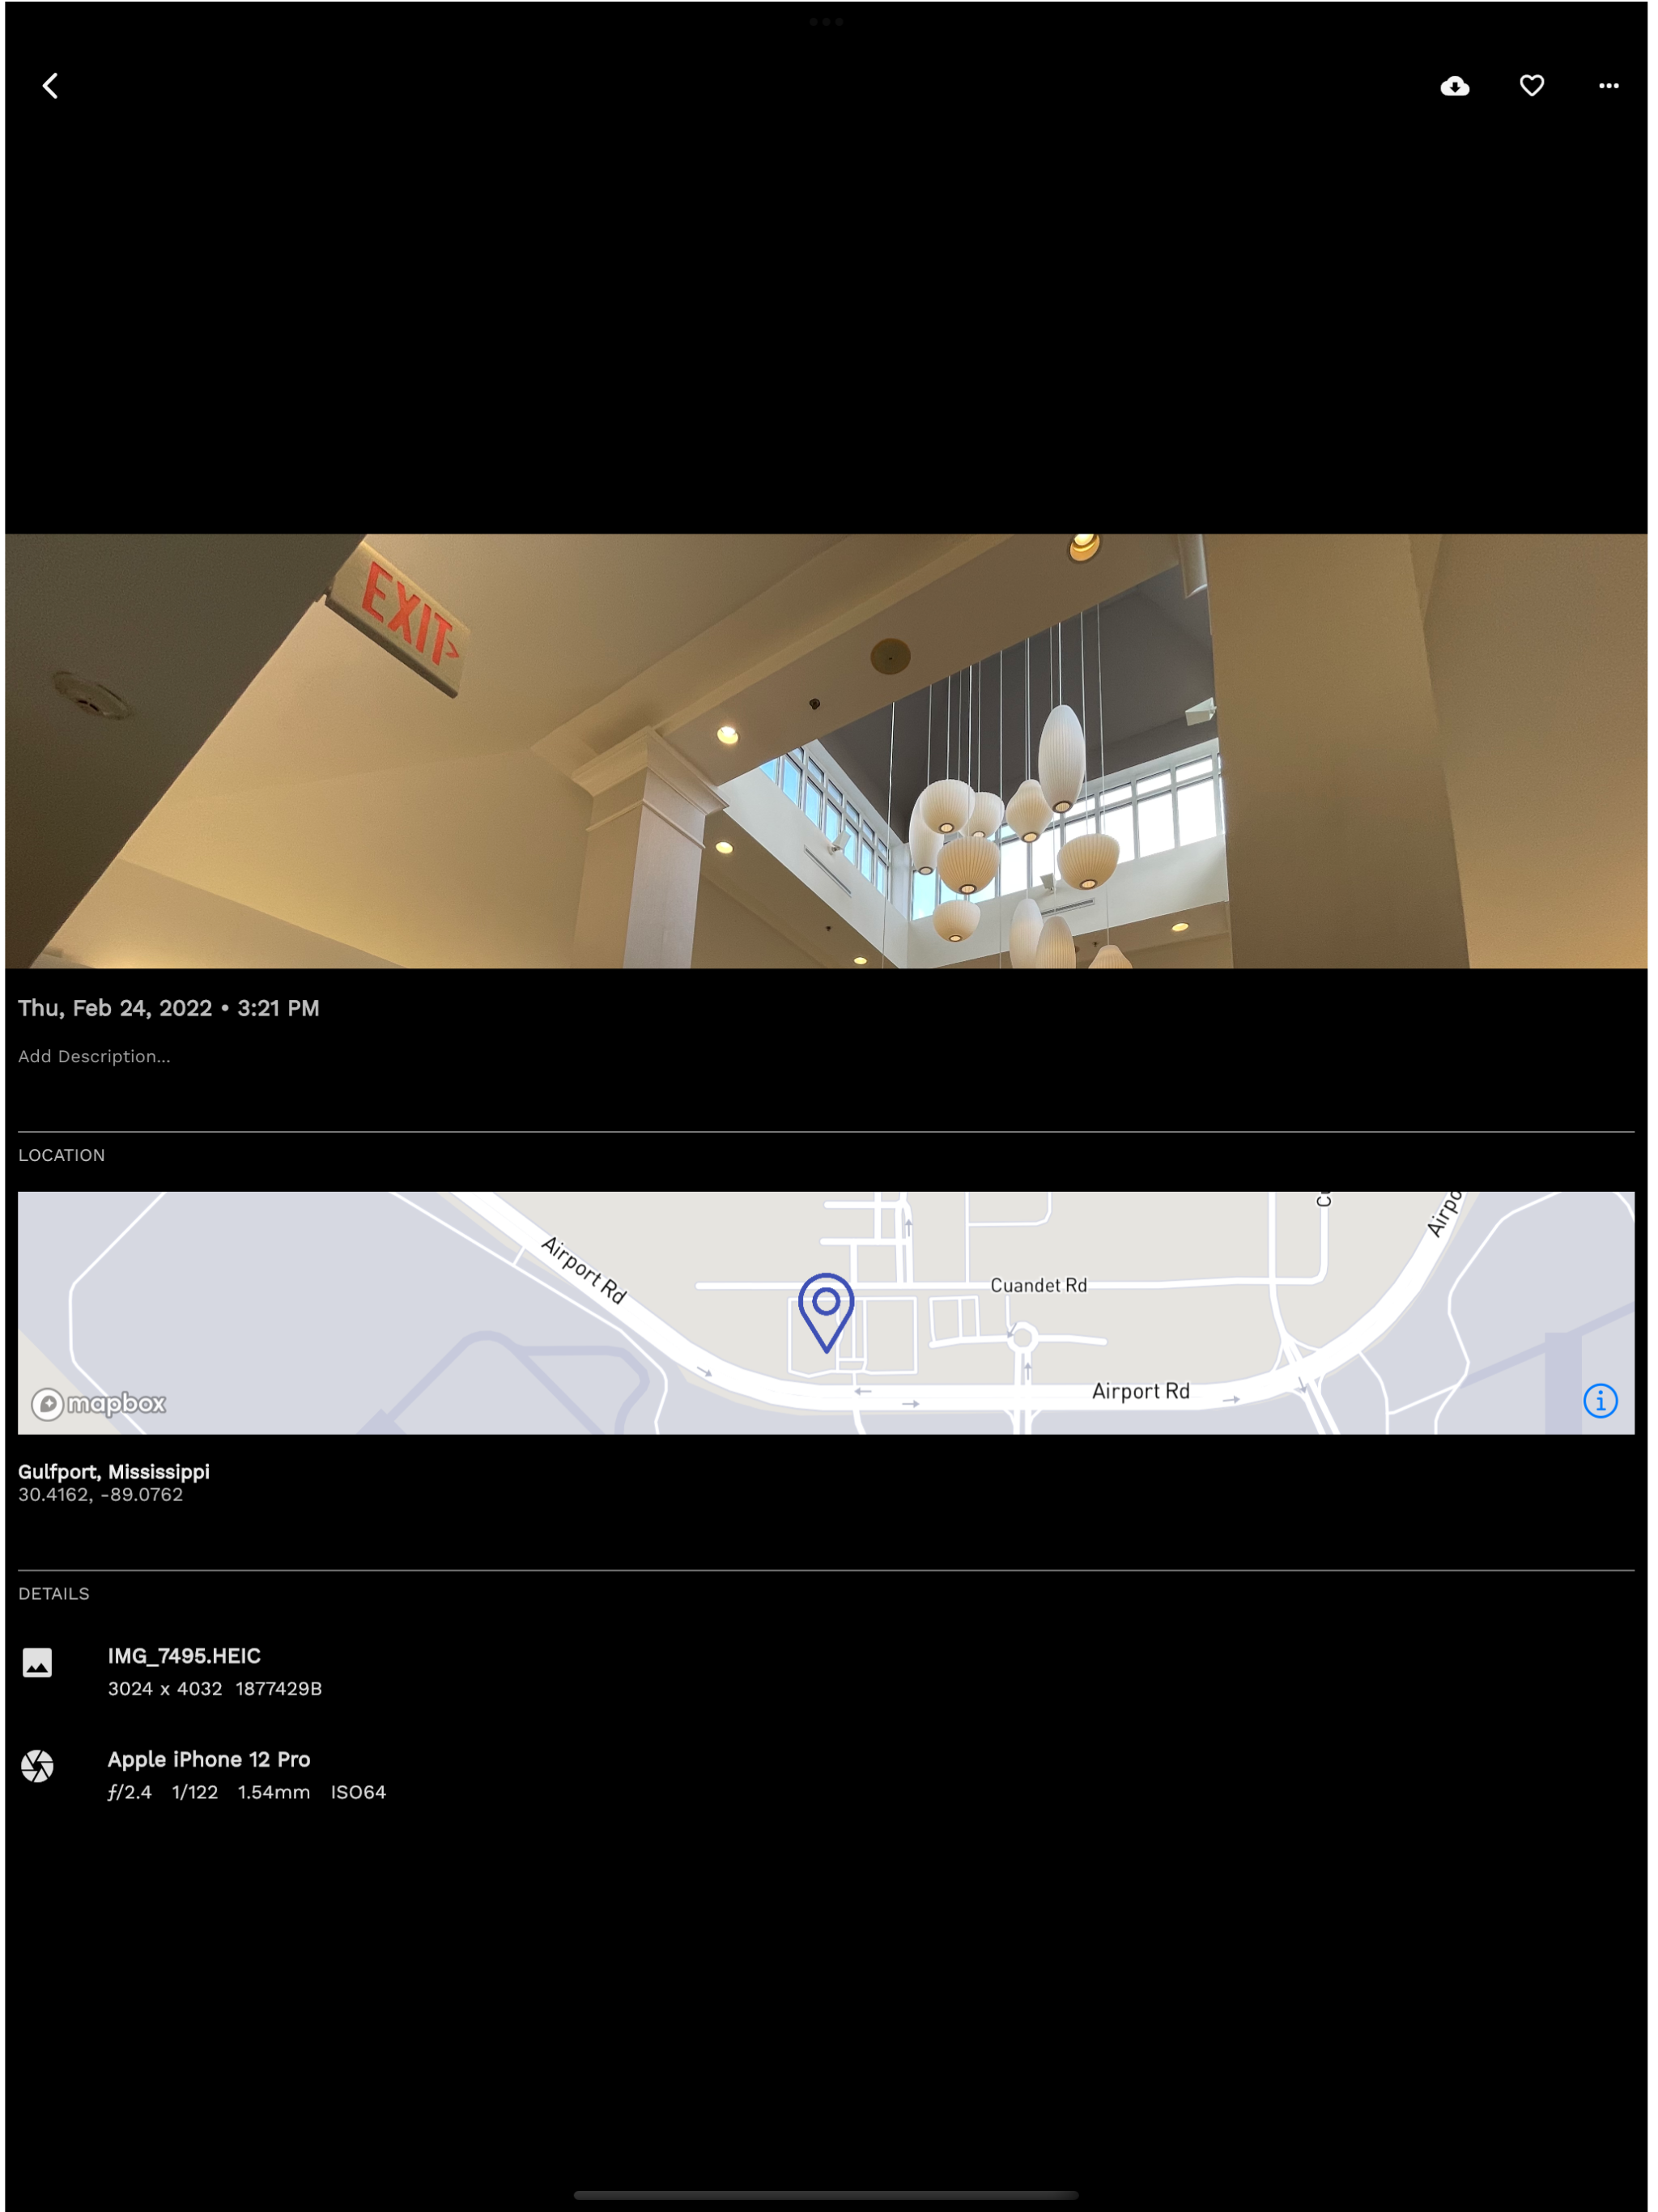 EXIT>
Thu, Feb 24, 2022 • 3:21 PM
Add Description...
LOCATION
Airport Rd
Cuandet Rd
Airport Rd
Airpo
mapbox
Gulfport, Mississippi
30.4162, -89.0762
DETAILS
IMG_7495.HEIC
3024 x 4032 1877429B
Apple iPhone 12 Pro
ƒ/2.4 1/122 1.54mm ISO64